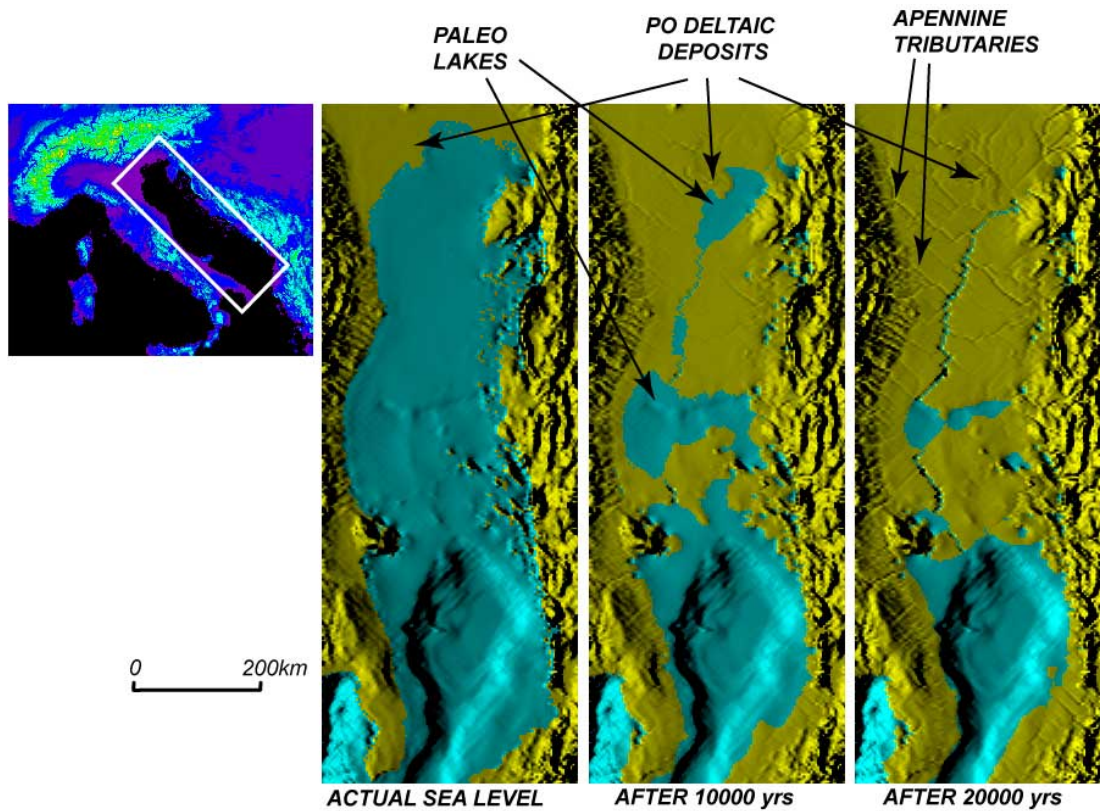 PALEO
LAKES
PO DELTAIC
DEPOSITS
APENNINE
TRIBUTARIES
0 200km
ACTUAL SEA LEVEL
AFTER 10000 yrs
AFTER 20000 yrs